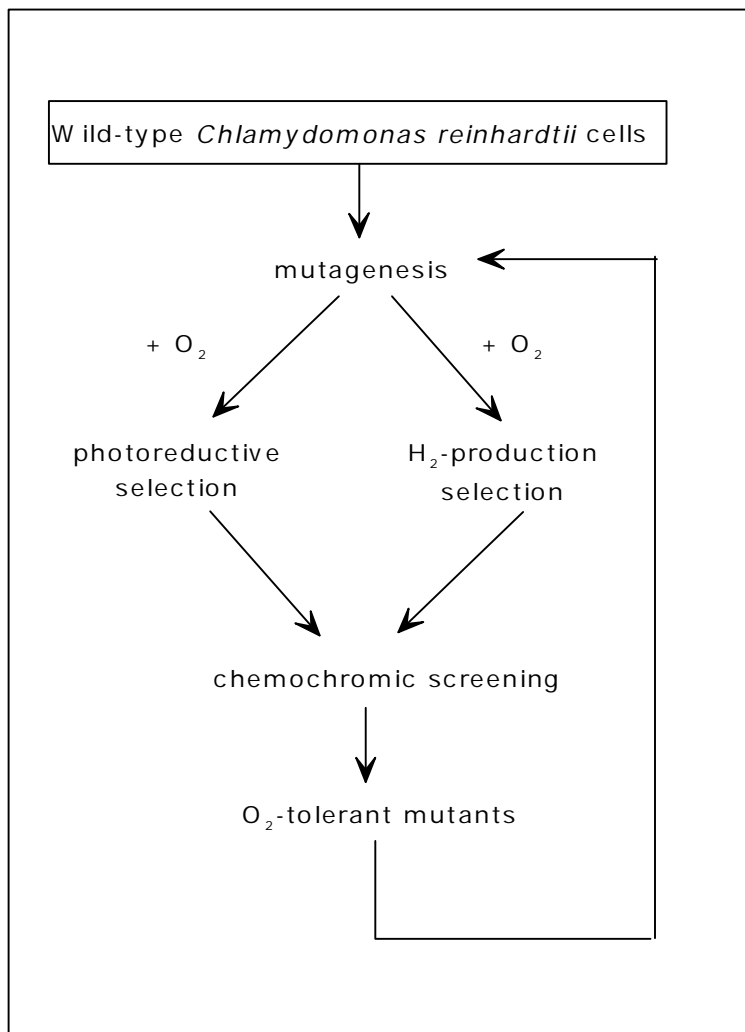 Wild-type Chlamydomonas reinhardtii cells
mutagenesis
+ O₂
+ O₂
photoreductive
selection
H₂-production
selection
chemochromic screening
O₂-tolerant mutants